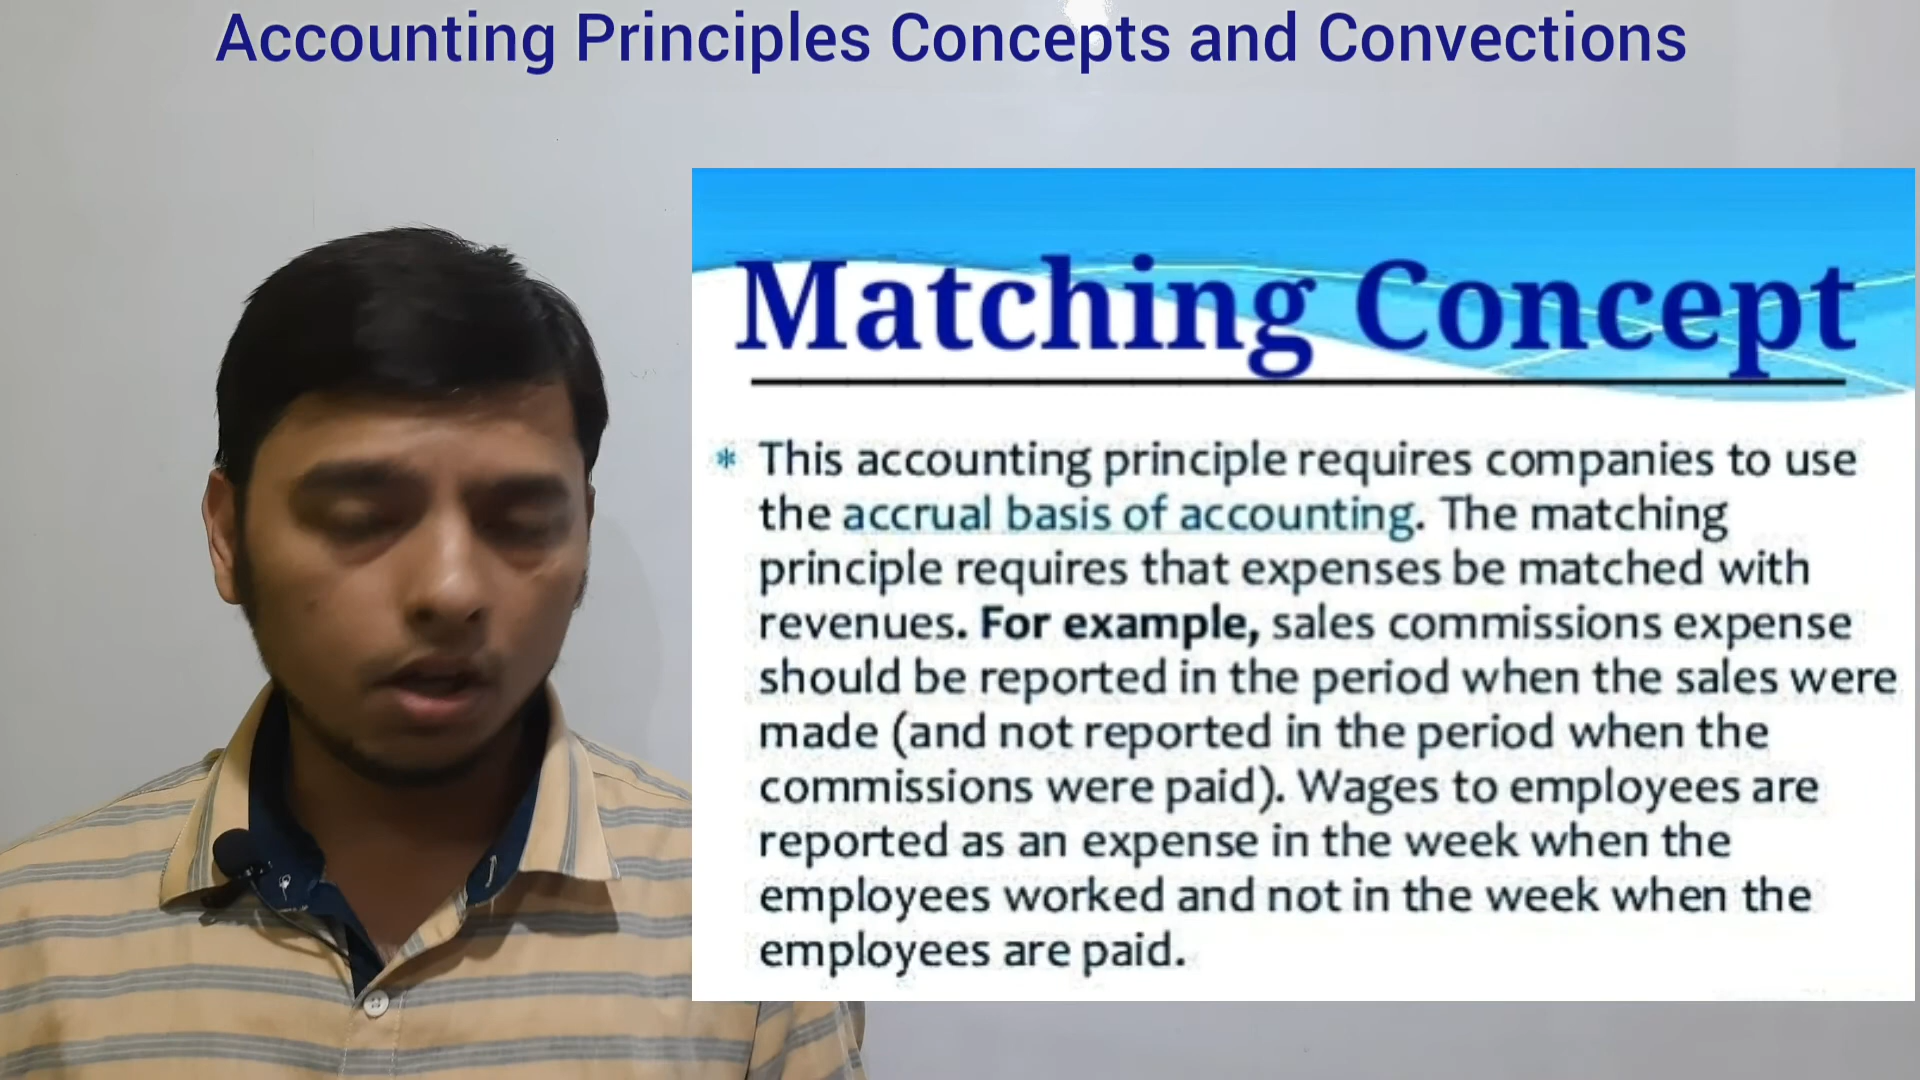 Accounting Principles Concepts and Convections
Matching Concept
* This accounting principle requires companies to use
the accrual basis of accounting. The matching
principle requires that expenses be matched with
revenues. For example, sales commissions expense
should be reported in the period when the sales were
made (and not reported in the period when the
commissions were paid). Wages to employees are
reported as an expense in the week when the
employees worked and not in the week when the
employees are paid.